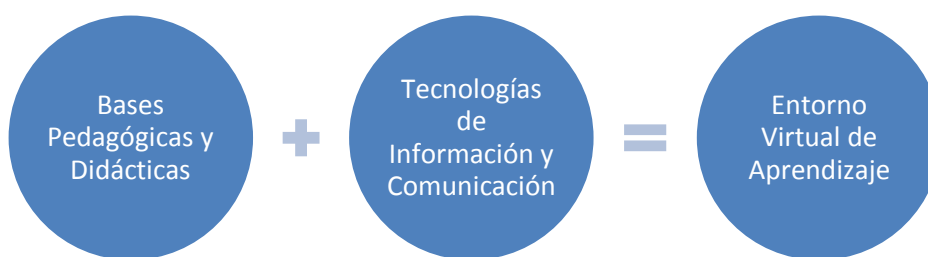 Bases
Pedagógicas y
Didácticas
+
Tecnologías
de
Información y
Comunicación
=
Entorno
Virtual de
Aprendizaje